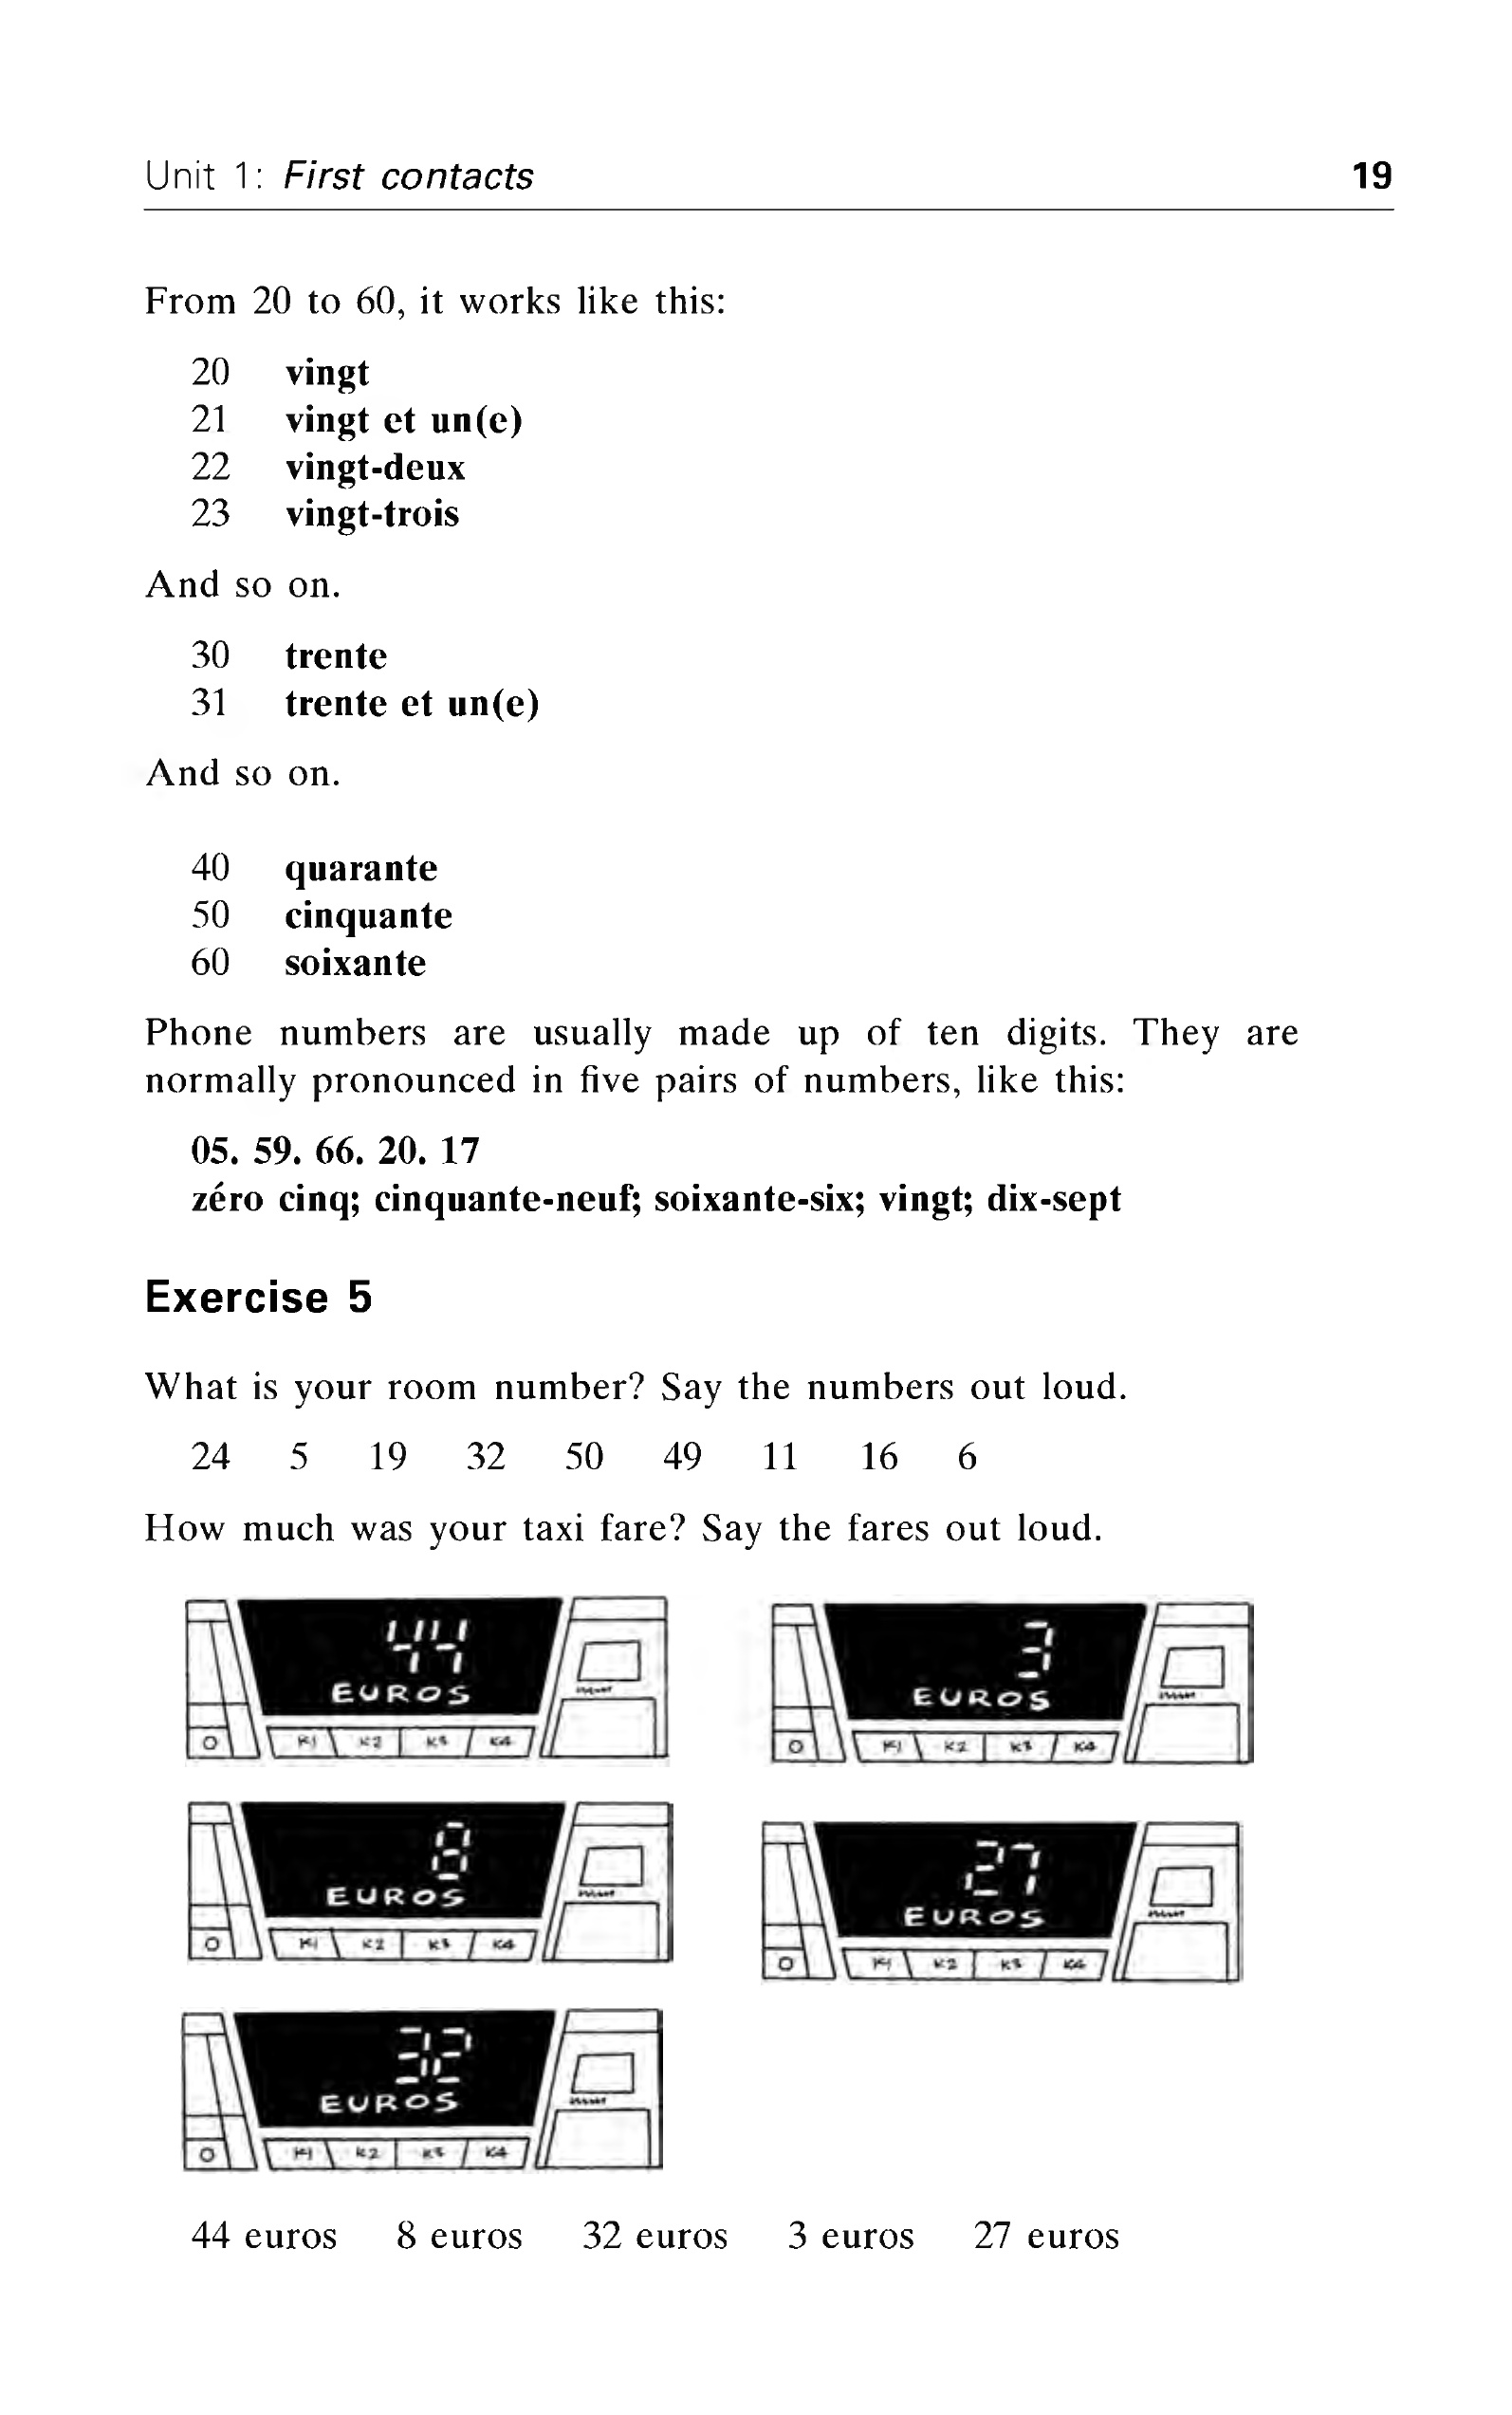 Unit 1: First contacts 19
From 20 to 60, it works like this:
20 vingt
21 vingt et un(e)
22 vingt-deux
23 vingt-trois
And so on.
30 trente
31 trente et un(e)
And so on.
40 quarante
50 cinquante
60 soixante
Phone numbers are usually made up of ten digits. They are
normally pronounced in five pairs of numbers, like this:
05. 59. 66. 20. 17
zéro cinq; cinquante-neuf; soixante-six; vingt; dix-sept
Exercise 5
What is your room number? Say the numbers out loud.
24 5 19 32 50 49 11 16 6
How much was your taxi fare? Say the fares out loud.
44
EUROS
O K1 K2 K3 K4
3
EUROS
O K1 K2 K3 K4
8
EUROS
O K1 K2 K3 K4
27
EUROS
O K1 K2 K3 K4
32
EUROS
O K1 K2 K3 K4
44 euros 8 euros 32 euros 3 euros 27 euros